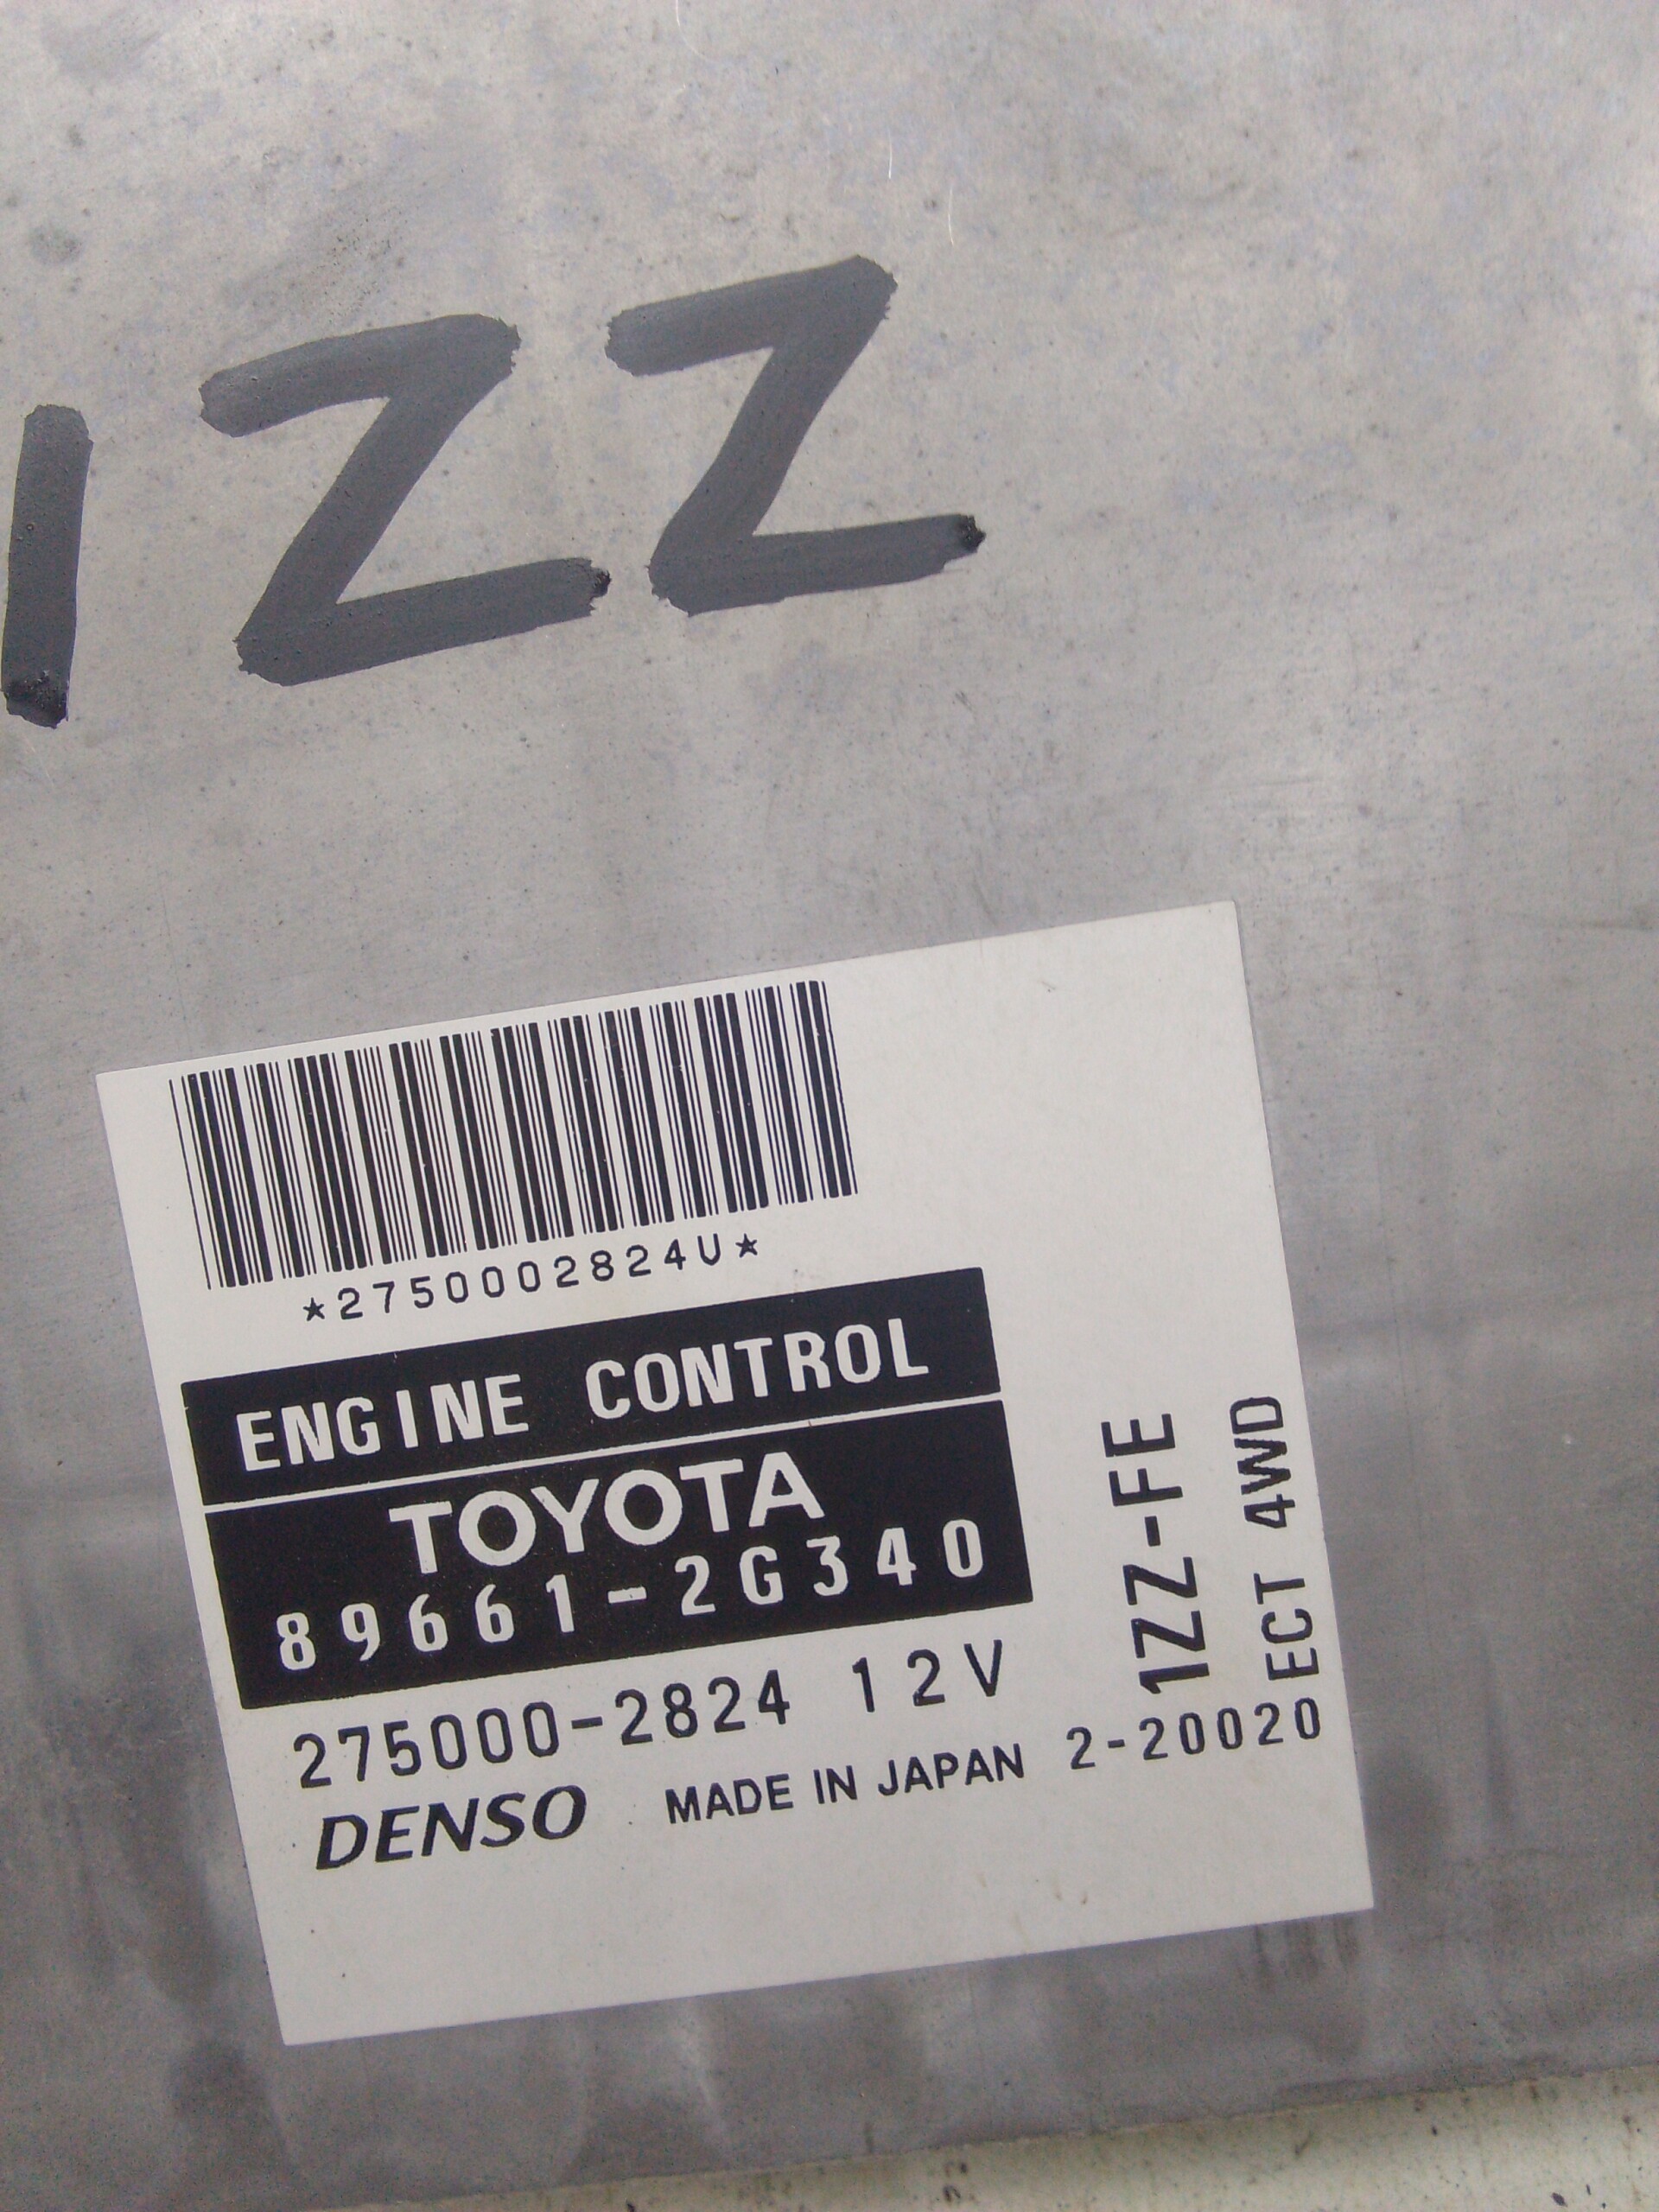 1ZZ
*2750002824U*
ENGINE CONTROL
TOYOTA
89661-2G340
275000-2824 12V
DENSO MADE IN JAPAN 2-20020
1ZZ-FE
ECT 4WD